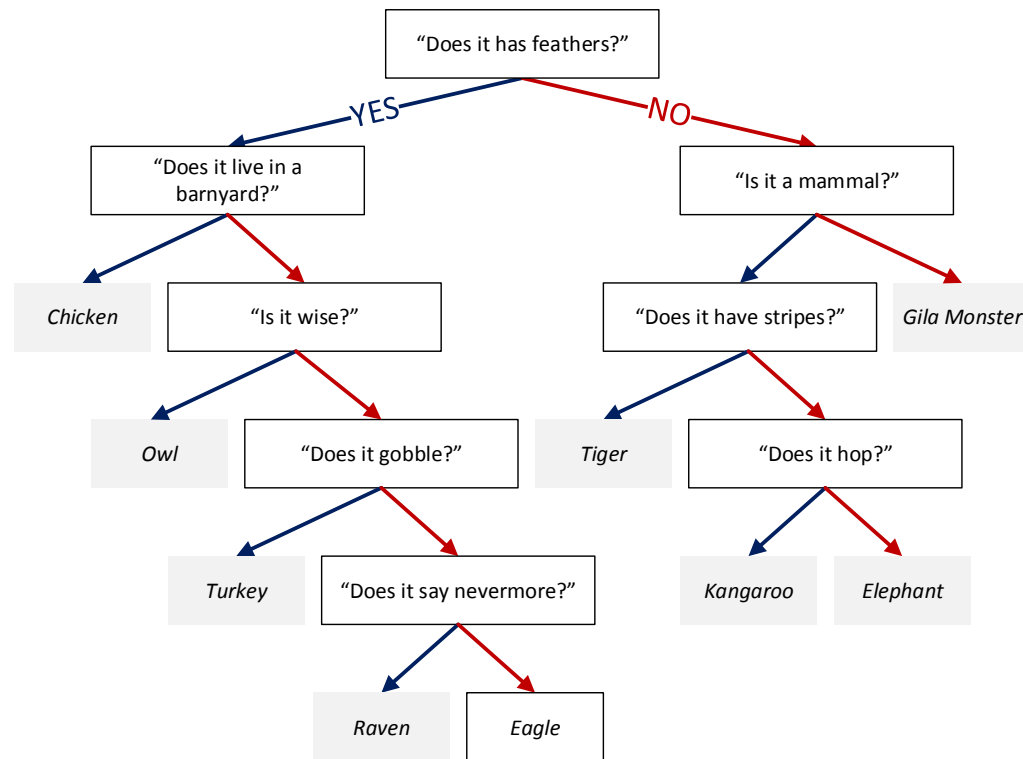 “Does it has feathers?”
YES
NO
“Does it live in a
barnyard?”
“Is it a mammal?”
Chicken
“Is it wise?”
“Does it have stripes?”
Gila Monster
Owl
“Does it gobble?”
Tiger
“Does it hop?”
Turkey
“Does it say nevermore?”
Kangaroo
Elephant
Raven
Eagle